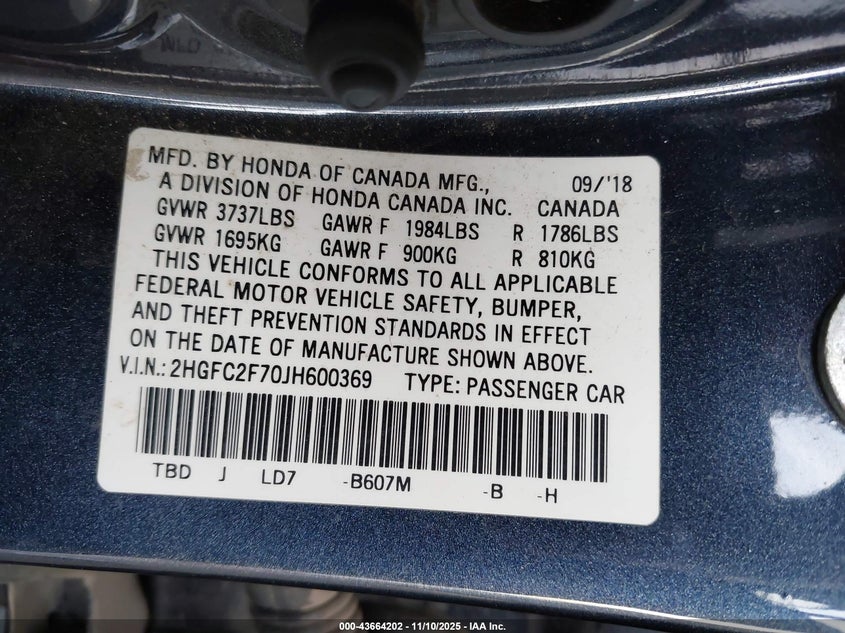 MFD. BY HONDA OF CANADA MFG., 09/'18
A DIVISION OF HONDA CANADA INC. CANADA
GVWR 3737LBS GAWR F 1984LBS R 1786LBS
GVWR 1695KG GAWR F 900KG R 810KG
THIS VEHICLE CONFORMS TO ALL APPLICABLE
FEDERAL MOTOR VEHICLE SAFETY, BUMPER,
AND THEFT PREVENTION STANDARDS IN EFFECT
ON THE DATE OF MANUFACTURE SHOWN ABOVE.
V.I.N.: 2HGFC2F70JH600369 TYPE: PASSENGER CAR
TBD J LD7 -B607M -B -H
000-43664202 — 11/10/2025 — IAA Inc.